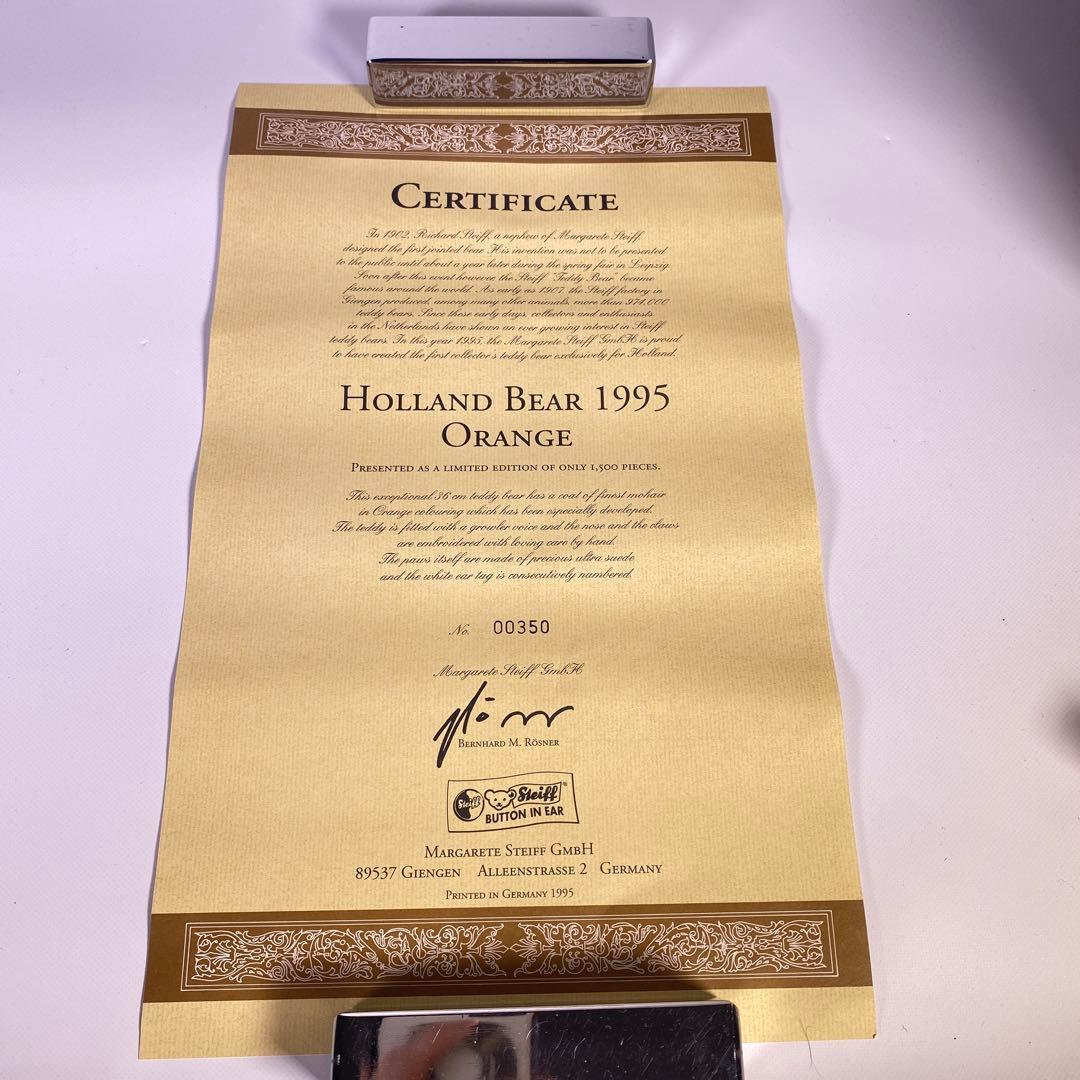 Certificate
In 1902, Richard Steiff, a nephew of Margarete Steiff,
designed the first jointed bear. His invention was not to be presented
to the public until about a year later during the spring fair in Leipzig.
Soon after this event however, the Steiff "Teddy Bear" became
famous around the world. As early as 1907, the Steiff factory in
Giengen produced, among many other animals, more than 974,000
teddy bears. Since these early days, collectors and enthusiasts
in the Netherlands have shown an ever growing interest in Steiff
teddy bears. In this year 1995, the Margarete Steiff GmbH is proud
to have created the first collector's teddy bear exclusively for Holland.
Holland Bear 1995
Orange
Presented as a limited edition of only 1,500 pieces.
This exceptional 36 cm teddy bear has a coat of finest mohair
in Orange colouring which has been especially developed.
The teddy is fitted with a growler voice and the nose and the claws
are embroidered with loving care by hand.
The paws itself are made of precious ultra suede
and the white ear tag is consecutively numbered.
No. 00350
Margarete Steiff GmbH
Bernhard M. Rösner
Steiff Steiff®
BUTTON IN EAR
Margarete Steiff GmbH
89537 Giengen Alleenstrasse 2 Germany
Printed in Germany 1995